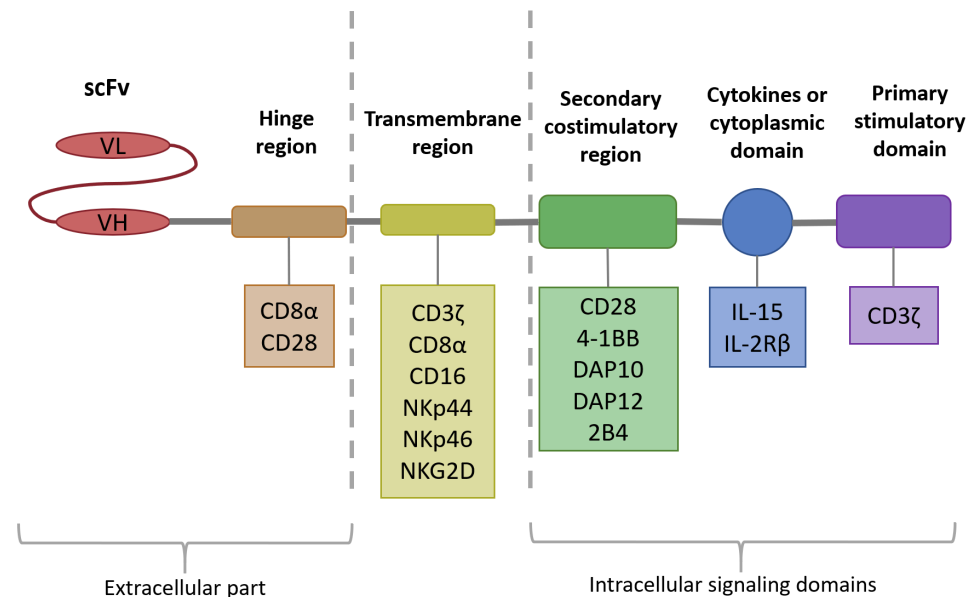 scFv
VL
VH
Hinge
region
CD8α
CD28
Transmembrane
region
CD3ζ
CD8α
CD16
NKp44
NKp46
NKG2D
Secondary
costimulatory
region
CD28
4-1BB
DAP10
DAP12
2B4
Cytokines or
cytoplasmic
domain
IL-15
IL-2Rβ
Primary
stimulatory
domain
CD3ζ
Extracellular part
Intracellular signaling domains